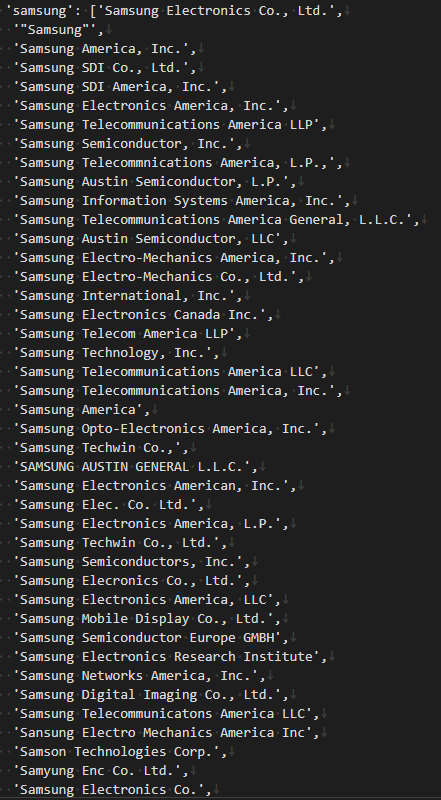 'samsung': ['Samsung Electronics Co., Ltd.',↓
'"Samsung"',↓
'Samsung America, Inc.',↓
'Samsung SDI Co., Ltd.',↓
'Samsung SDI America, Inc.',↓
'Samsung Electronics America, Inc.',↓
'Samsung Telecommunications America LLP',↓
'Samsung Semiconductor, Inc.',↓
'Samsung Telecommnications America, L.P.,',↓
'Samsung Austin Semiconductor, L.P.',↓
'Samsung Information Systems America, Inc.',↓
'Samsung Telecommunications America General, L.L.C.',↓
'Samsung Austin Semiconductor, LLC',↓
'Samsung Electro-Mechanics America, Inc.',↓
'Samsung Electro-Mechanics Co., Ltd.',↓
'Samsung International, Inc.',↓
'Samsung Electronics Canada Inc.',↓
'Samsung Telecom America LLP',↓
'Samsung Technology, Inc.',↓
'Samsung Telecommunications America LLC',↓
'Samsung Telecommunications America, Inc.',↓
'Samsung America',↓
'Samsung Opto-Electronics America, Inc.',↓
'Samsung Techwin Co.,',↓
'SAMSUNG AUSTIN GENERAL L.L.C.',↓
'Samsung Electronics American, Inc.',↓
'Samsung Elec. Co. Ltd.',↓
'Samsung Electronics America, L.P.',↓
'Samsung Techwin Co., Ltd.',↓
'Samsung Semiconductors, Inc.',↓
'Samsung Elecronics Co., Ltd.',↓
'Samsung Electronics America, LLC',↓
'Samsung Mobile Display Co., Ltd.',↓
'Samsung Semiconductor Europe GMBH',↓
'Samsung Electronics Research Institute',↓
'Samsung Networks America, Inc.',↓
'Samsung Digital Imaging Co., Ltd.',↓
'Samsung Telecommunicatons America LLC',↓
'Sansung Electro Mechanics America Inc',↓
'Samson Technologies Corp.',↓
'Samyung Enc Co. Ltd.',↓
'Samsung Electronics Co.',↓